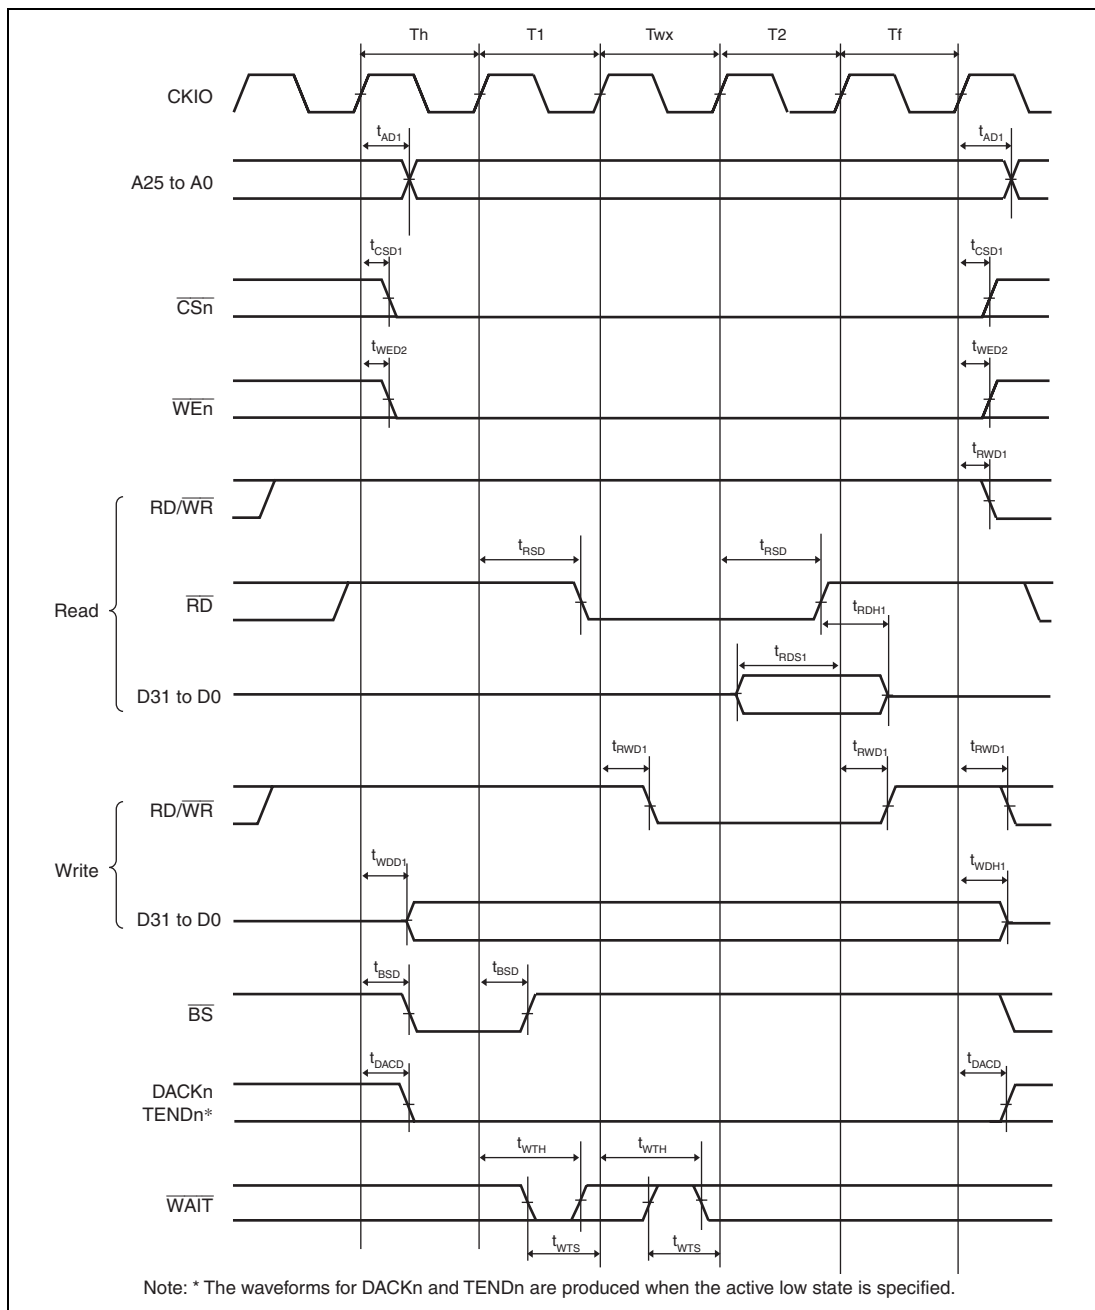 Th T1 Twx T2 Tf
CKIO
tAD1 tAD1
A25 to A0
tCSD1 tCSD1
CSn
tWED2 tWED2
WEn
tRWD1
RD/WR
tRSD tRSD
Read
RD
tRDH1
tRDS1
D31 to D0
tRWD1 tRWD1 tRWD1
RD/WR
Write
tWDD1 tWDH1
D31 to D0
tBSD tBSD
BS
tDACD tDACD
DACKn
TENDn*
tWTH tWTH
WAIT
tWTS tWTS
Note: * The waveforms for DACKn and TENDn are produced when the active low state is specified.